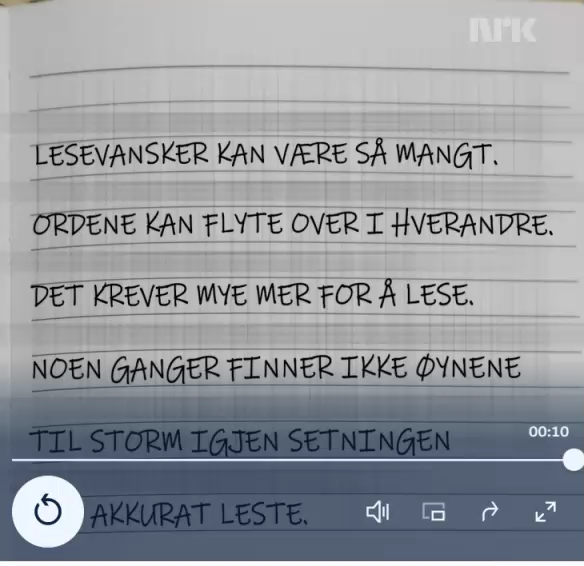 nrk
LESEVANSKER KAN VÆRE SÅ MANGT.
ORDENE KAN FLYTE OVER I HVERANDRE.
DET KREVER MYE MER FOR Å LESE.
NOEN GANGER FINNER IKKE ØYNENE
TIL STORM IGJEN SETNINGEN
00:10
AKKURAT LESTE.